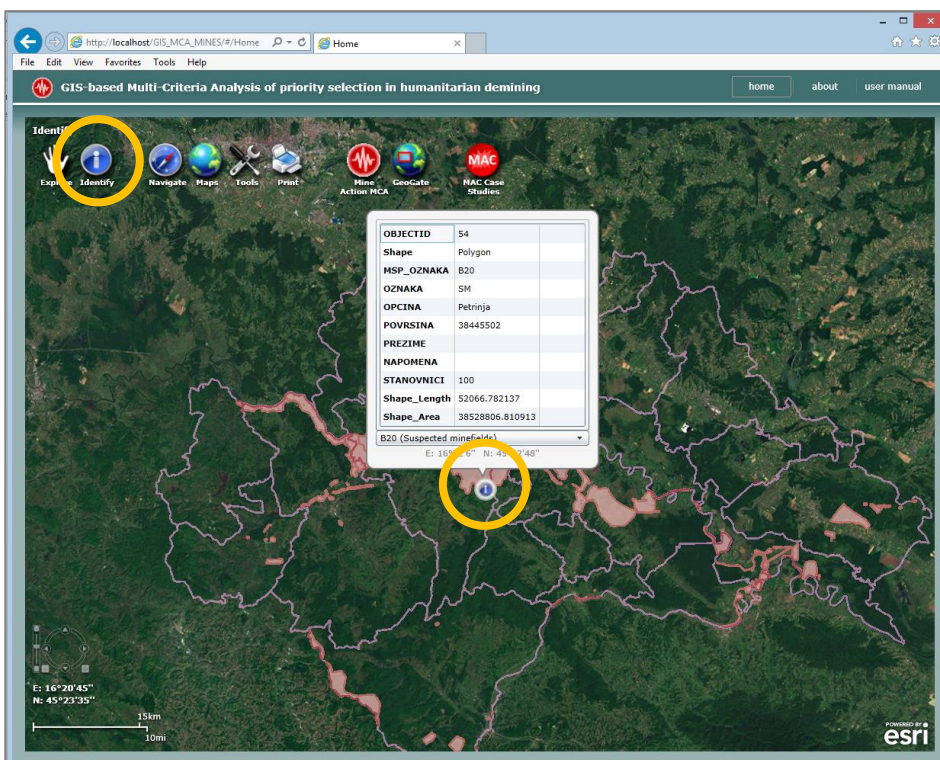 http://localhost/GIS_MCA_MINES/#/Home
Home
File Edit View Favorites Tools Help
GIS-based Multi-Criteria Analysis of priority selection in humanitarian demining
home about user manual
Explore Identify Navigate Maps Tools Print Mine Action MCA GeoGate MAC Case Studies
MAC
OBJECTID 54
Shape Polygon
MSP_OZNAKA B20
OZNAKA SM
OPCINA Petrinja
POVRSINA 38445502
PREZIME
NAPOMENA
STANOVNICI 100
Shape_Length 52066.782137
Shape_Area 38528806.810913
B20 (Suspected minefields)
E: 16° N:
E: 16°20'45"
N: 45°23'35"
15km
10mi
POWERED BY
esri